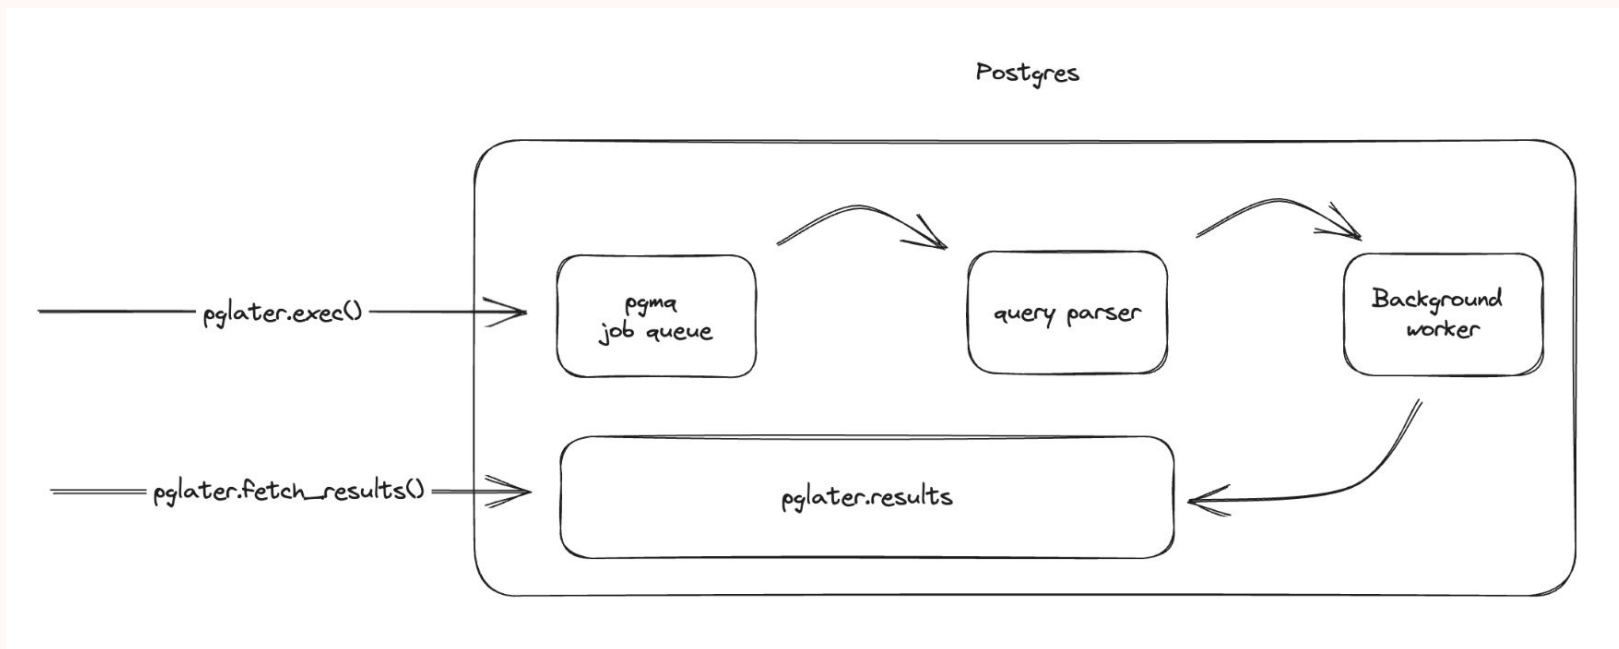 Postgres
pglater.exec()
pgmq
job queue
query parser
Background
worker
pglater.fetch_results()
pglater.results